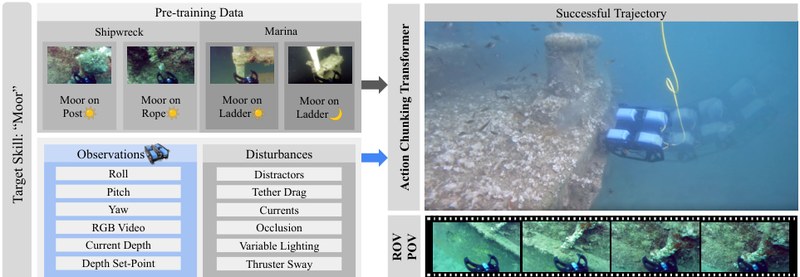 Target Skill: "Moor"
Pre-training Data
Shipwreck
Marina
Moor on
Post
Moor on
Rope
Moor on
Ladder
Moor on
Ladder
Observations
Roll
Pitch
Yaw
RGB Video
Current Depth
Depth Set-Point
Disturbances
Distractors
Tether Drag
Currents
Occlusion
Variable Lighting
Thruster Sway
Action Chunking Transformer
Successful Trajectory
ROV
POV